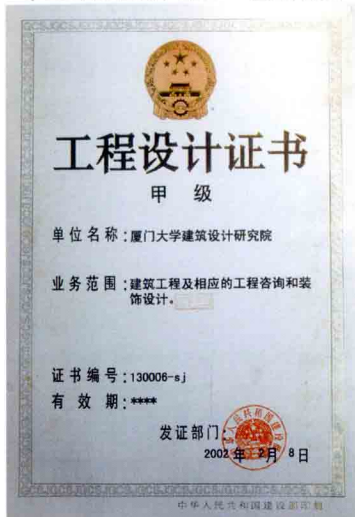 工程设计证书
甲 级
单位名称：厦门大学建筑设计研究院
业务范围：建筑工程及相应的工程咨询和装
饰设计。
证书编号：130006-sj
有 效 期：****
发证部门：
2002 年 2月 8日
中华人民共和国建设部印制